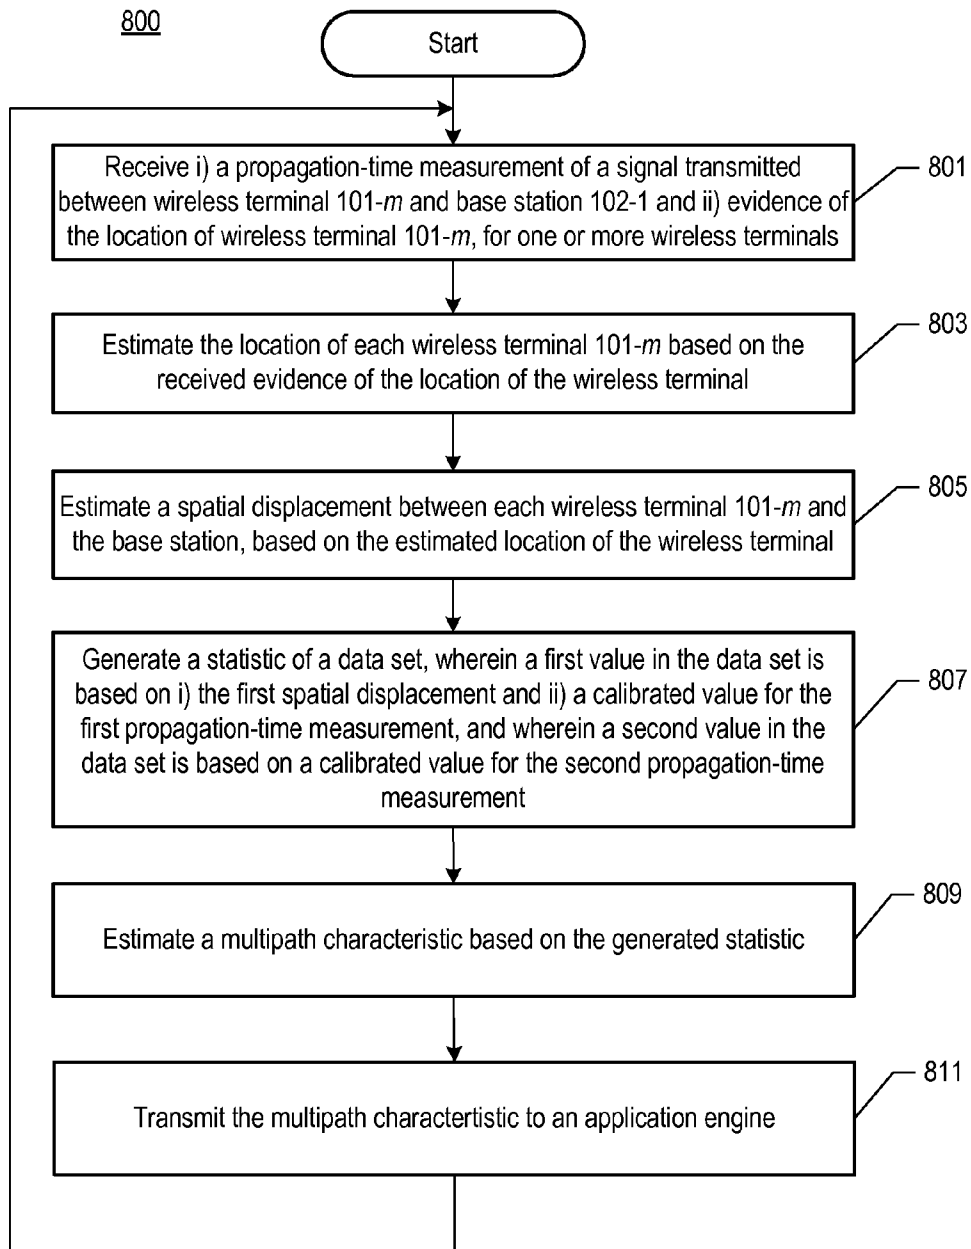 800
Start
Receive i) a propagation-time measurement of a signal transmitted
between wireless terminal 101-m and base station 102-1 and ii) evidence of
the location of wireless terminal 101-m, for one or more wireless terminals
801
Estimate the location of each wireless terminal 101-m based on the
received evidence of the location of the wireless terminal
803
Estimate a spatial displacement between each wireless terminal 101-m and
the base station, based on the estimated location of the wireless terminal
805
Generate a statistic of a data set, wherein a first value in the data set is
based on i) the first spatial displacement and ii) a calibrated value for the
first propagation-time measurement, and wherein a second value in the
data set is based on a calibrated value for the second propagation-time
measurement
807
Estimate a multipath characteristic based on the generated statistic
809
Transmit the multipath charactertistic to an application engine
811